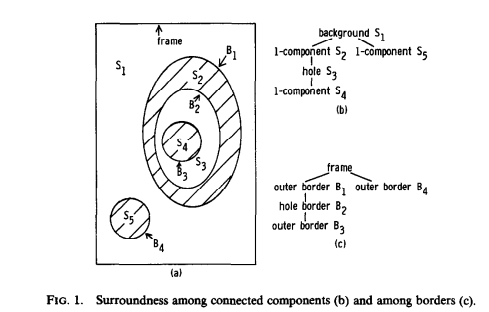 frame
S1
B1
S2
B2
S4
S3
B3
S5
B4
(a)
background S1
1-component S2 1-component S5
hole S3
1-component S4
(b)
frame
outer border B1 outer border B4
hole border B2
outer border B3
(c)
FIG. 1. Surroundness among connected components (b) and among borders (c).